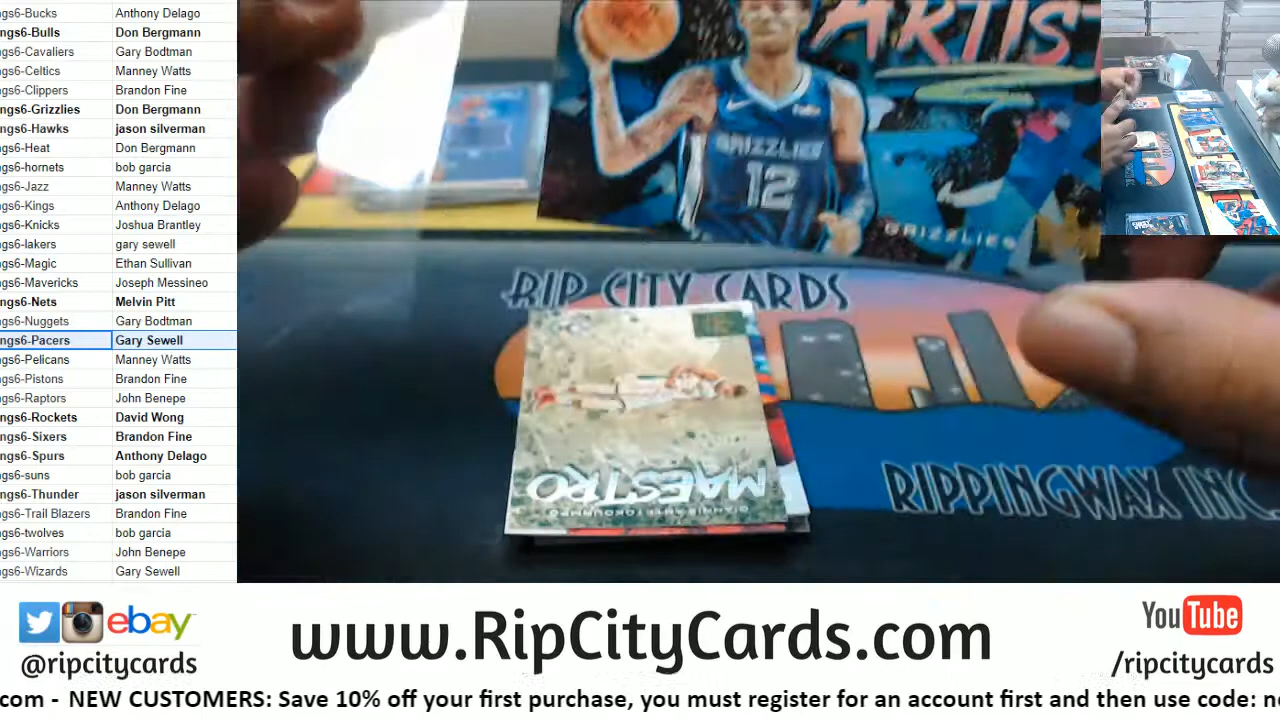 ngs6-Bucks Anthony Delago
ngs6-Bulls Don Bergmann
ngs6-Cavaliers Gary Bodtman
ngs6-Celtics Manney Watts
ngs6-Clippers Brandon Fine
ngs6-Grizzlies Don Bergmann
ngs6-Hawks jason silverman
ngs6-Heat Don Bergmann
ngs6-hornets bob garcia
ngs6-Jazz Manney Watts
ngs6-Kings Anthony Delago
ngs6-Knicks Joshua Brantley
ngs6-lakers gary sewell
ngs6-Magic Ethan Sullivan
ngs6-Mavericks Joseph Messineo
ngs6-Nets Melvin Pitt
ngs6-Nuggets Gary Bodtman
ngs6-Pacers Gary Sewell
ngs6-Pelicans Manney Watts
ngs6-Pistons Brandon Fine
ngs6-Raptors John Benepe
ngs6-Rockets David Wong
ngs6-Sixers Brandon Fine
ngs6-Spurs Anthony Delago
ngs6-suns bob garcia
ngs6-Thunder jason silverman
ngs6-Trail Blazers Brandon Fine
ngs6-twolves bob garcia
ngs6-Warriors John Benepe
ngs6-Wizards Gary Sewell
ARTIS
GRIZZLIES
12
GRIZZLIES
RIP CITY CARDS
MAESTRO
GIANNIS ANTETOKOUNMPO
RIPPINGWAX INC
ebay
@ripcitycards
www.RipCityCards.com
YouTube
/ripcitycards
com - NEW CUSTOMERS: Save 10% off your first purchase, you must register for an account first and then use code: n